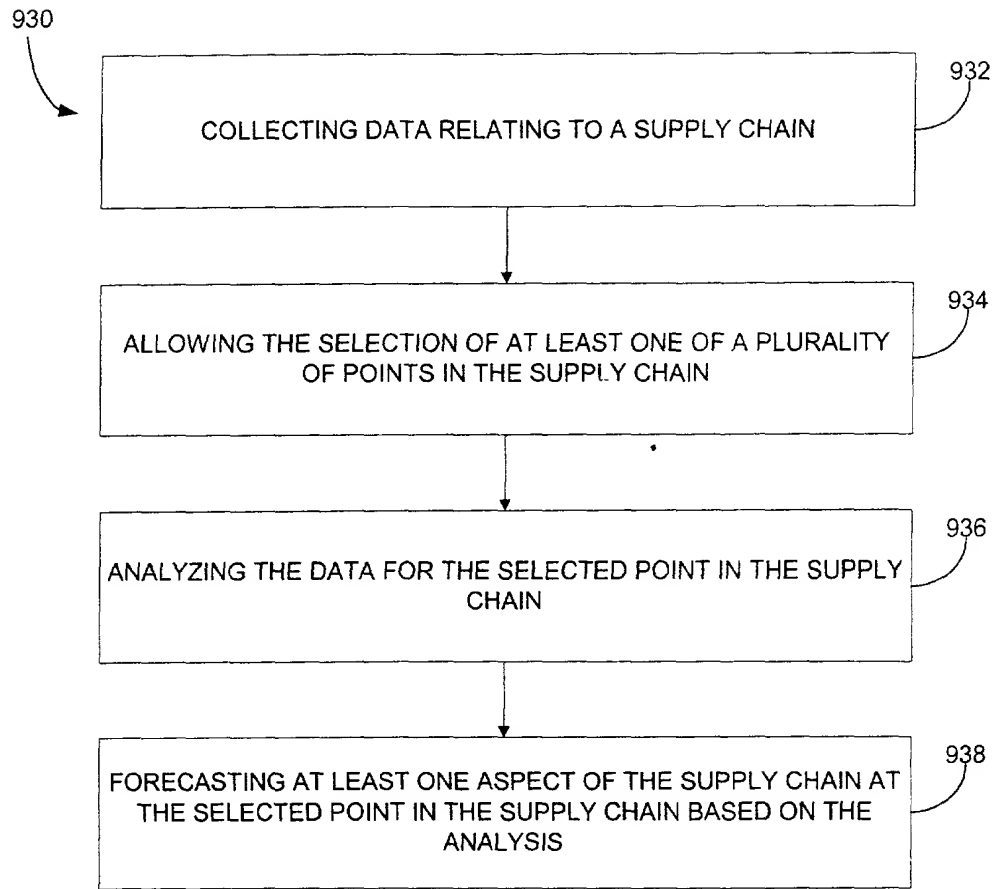 930
932
COLLECTING DATA RELATING TO A SUPPLY CHAIN
934
ALLOWING THE SELECTION OF AT LEAST ONE OF A PLURALITY
OF POINTS IN THE SUPPLY CHAIN
936
ANALYZING THE DATA FOR THE SELECTED POINT IN THE SUPPLY
CHAIN
938
FORECASTING AT LEAST ONE ASPECT OF THE SUPPLY CHAIN AT
THE SELECTED POINT IN THE SUPPLY CHAIN BASED ON THE
ANALYSIS